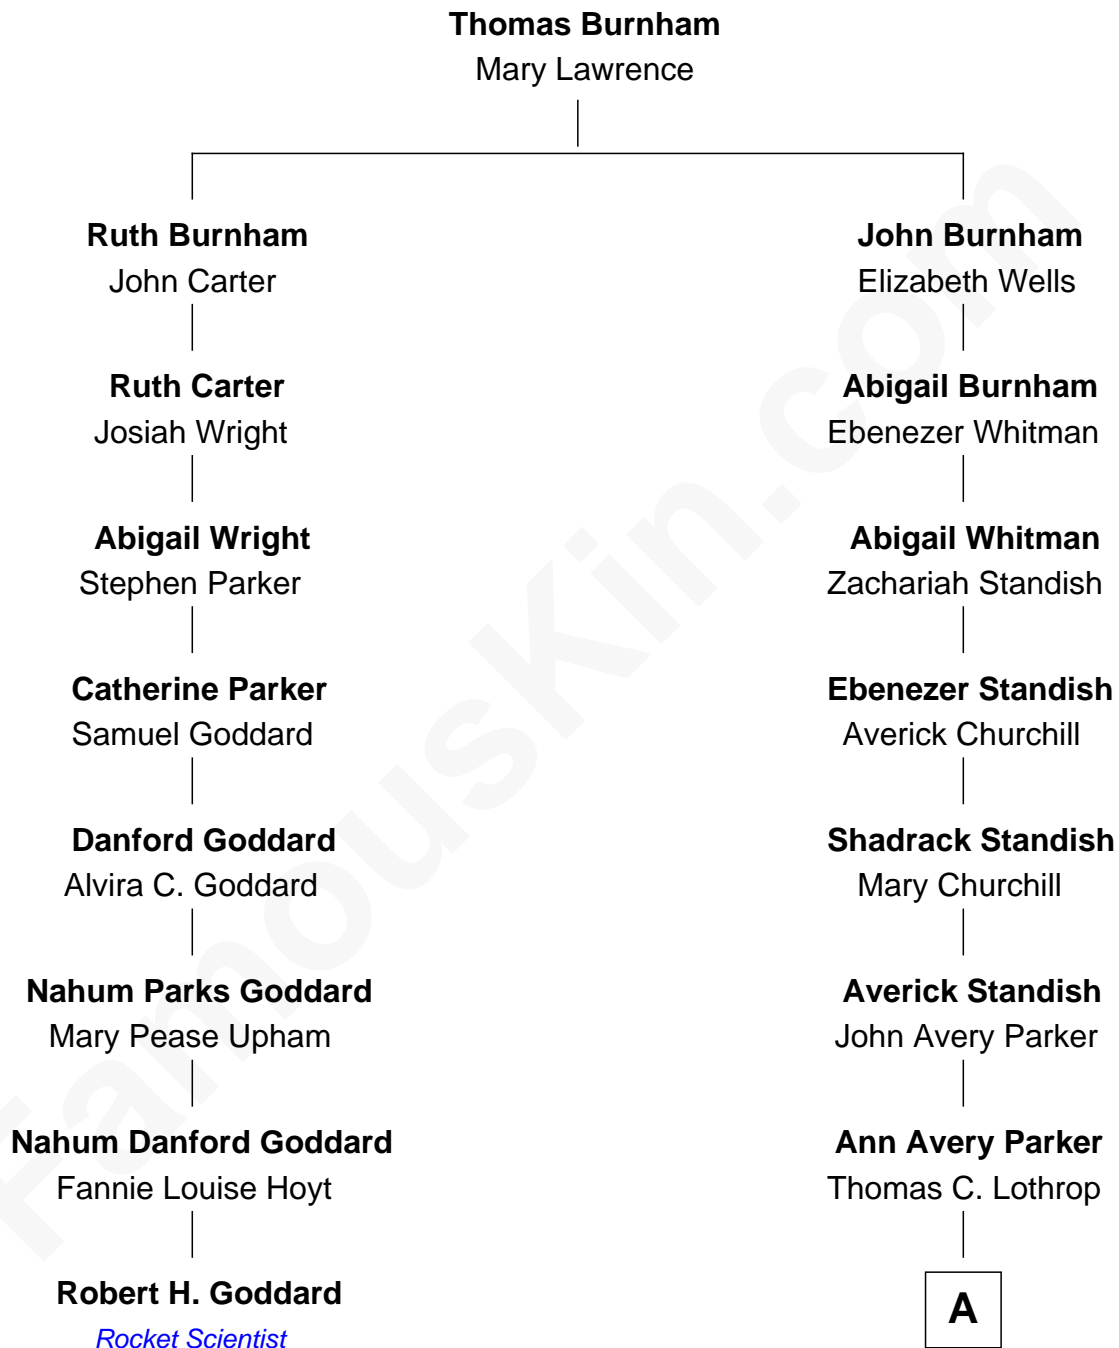 Thomas Burnham
Mary Lawrence
Ruth Burnham
John Carter
John Burnham
Elizabeth Wells
Ruth Carter
Josiah Wright
Abigail Burnham
Ebenezer Whitman
Abigail Wright
Stephen Parker
Abigail Whitman
Zachariah Standish
Catherine Parker
Samuel Goddard
Ebenezer Standish
Averick Churchill
Danford Goddard
Alvira C. Goddard
Shadrack Standish
Mary Churchill
Nahum Parks Goddard
Mary Pease Upham
Averick Standish
John Avery Parker
Nahum Danford Goddard
Fannie Louise Hoyt
Ann Avery Parker
Thomas C. Lothrop
Robert H. Goddard
Rocket Scientist
A
FamousKin.com